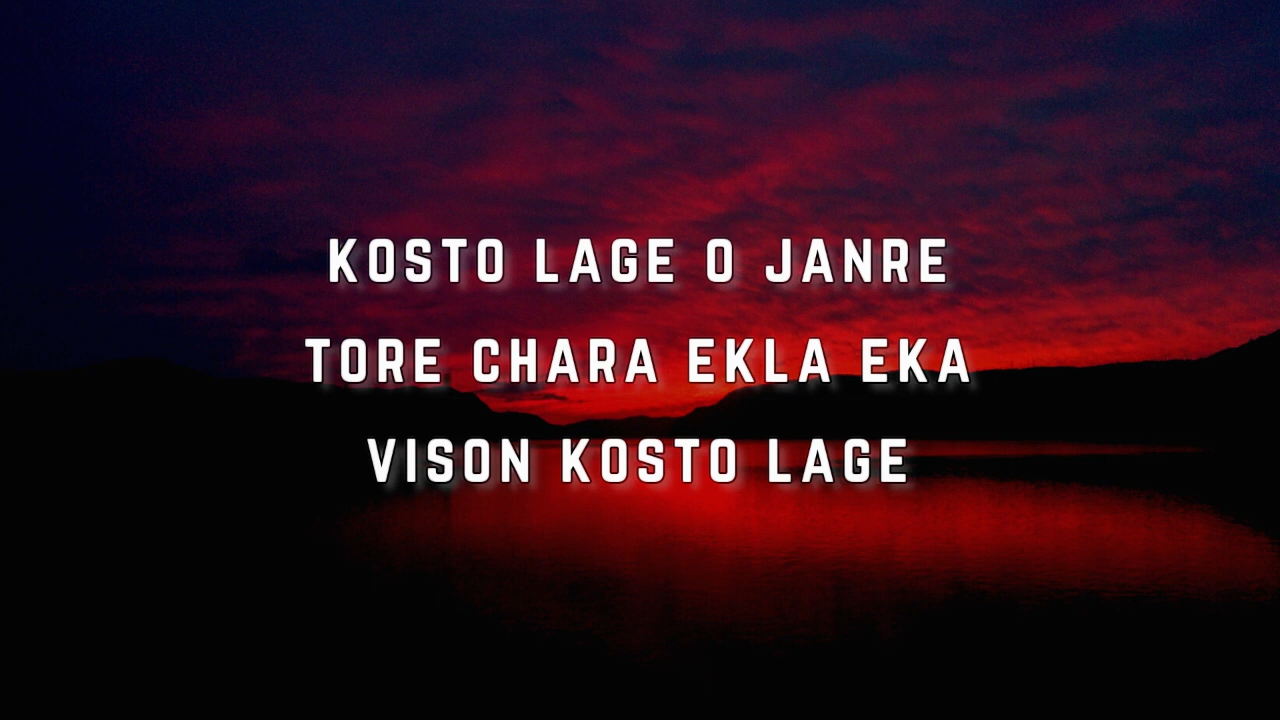 KOSTO LAGE O JANRE
TORE CHARA EKLA EKA
VISON KOSTO LAGE